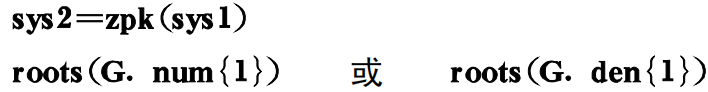 sys2=zpk(sys1)
roots(G. num{1}) 或 roots(G. den{1})